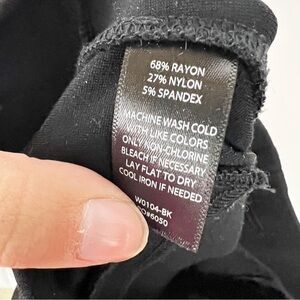 68% RAYON
27% NYLON
5% SPANDEX
MACHINE WASH COLD
WITH LIKE COLORS
ONLY NON-CHLORINE
BLEACH IF NECESSARY
LAY FLAT TO DRY
COOL IRON IF NEEDED
W0104-BK
#6050